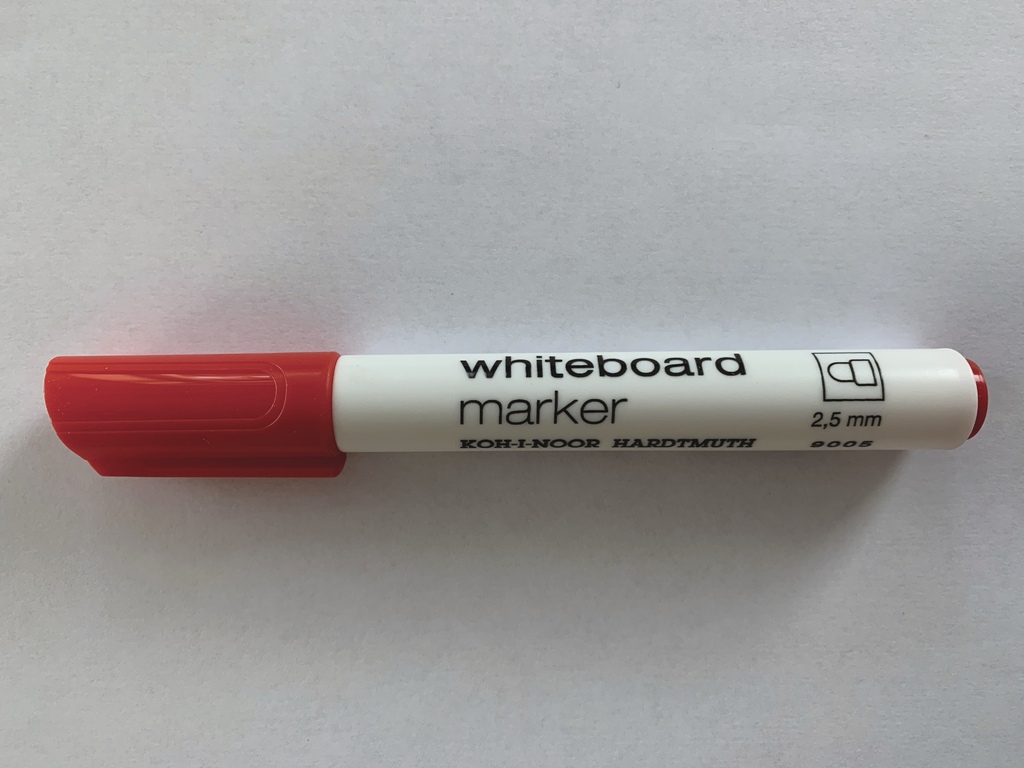 whiteboard
marker
KOH-I-NOOR HARDTMUTH
2,5 mm
9005